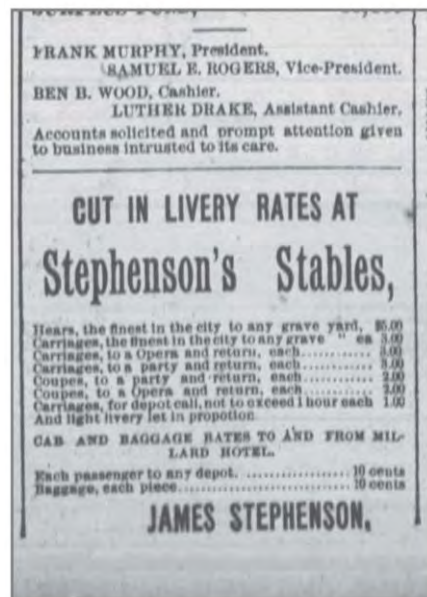 FRANK MURPHY, President.
SAMUEL E. ROGERS, Vice-President.
BEN B. WOOD, Cashier.
LUTHER DRAKE, Assistant Cashier.
Accounts solicited and prompt attention given
to business intrusted to its care.
CUT IN LIVERY RATES AT
Stephenson's Stables,
Hears, the finest in the city to any grave yard, $5.00
Carriages, the finest in the city to any grave " ea 3.00
Carriages, to a Opera and return, each............ 3.00
Carriages, to a party and return, each............ 3.00
Coupes, to a party and return, each............ 2.00
Coupes, to a Opera and return, each............ 2.00
Carriages, for depot call, not to exceed 1 hour each 1.00
And light livery let in propotion.
CAB AND BAGGAGE RATES TO AND FROM MIL-
LARD HOTEL.
Each passenger to any depot. ................. 10 cents
Baggage, each piece......................... 10 cents
JAMES STEPHENSON.